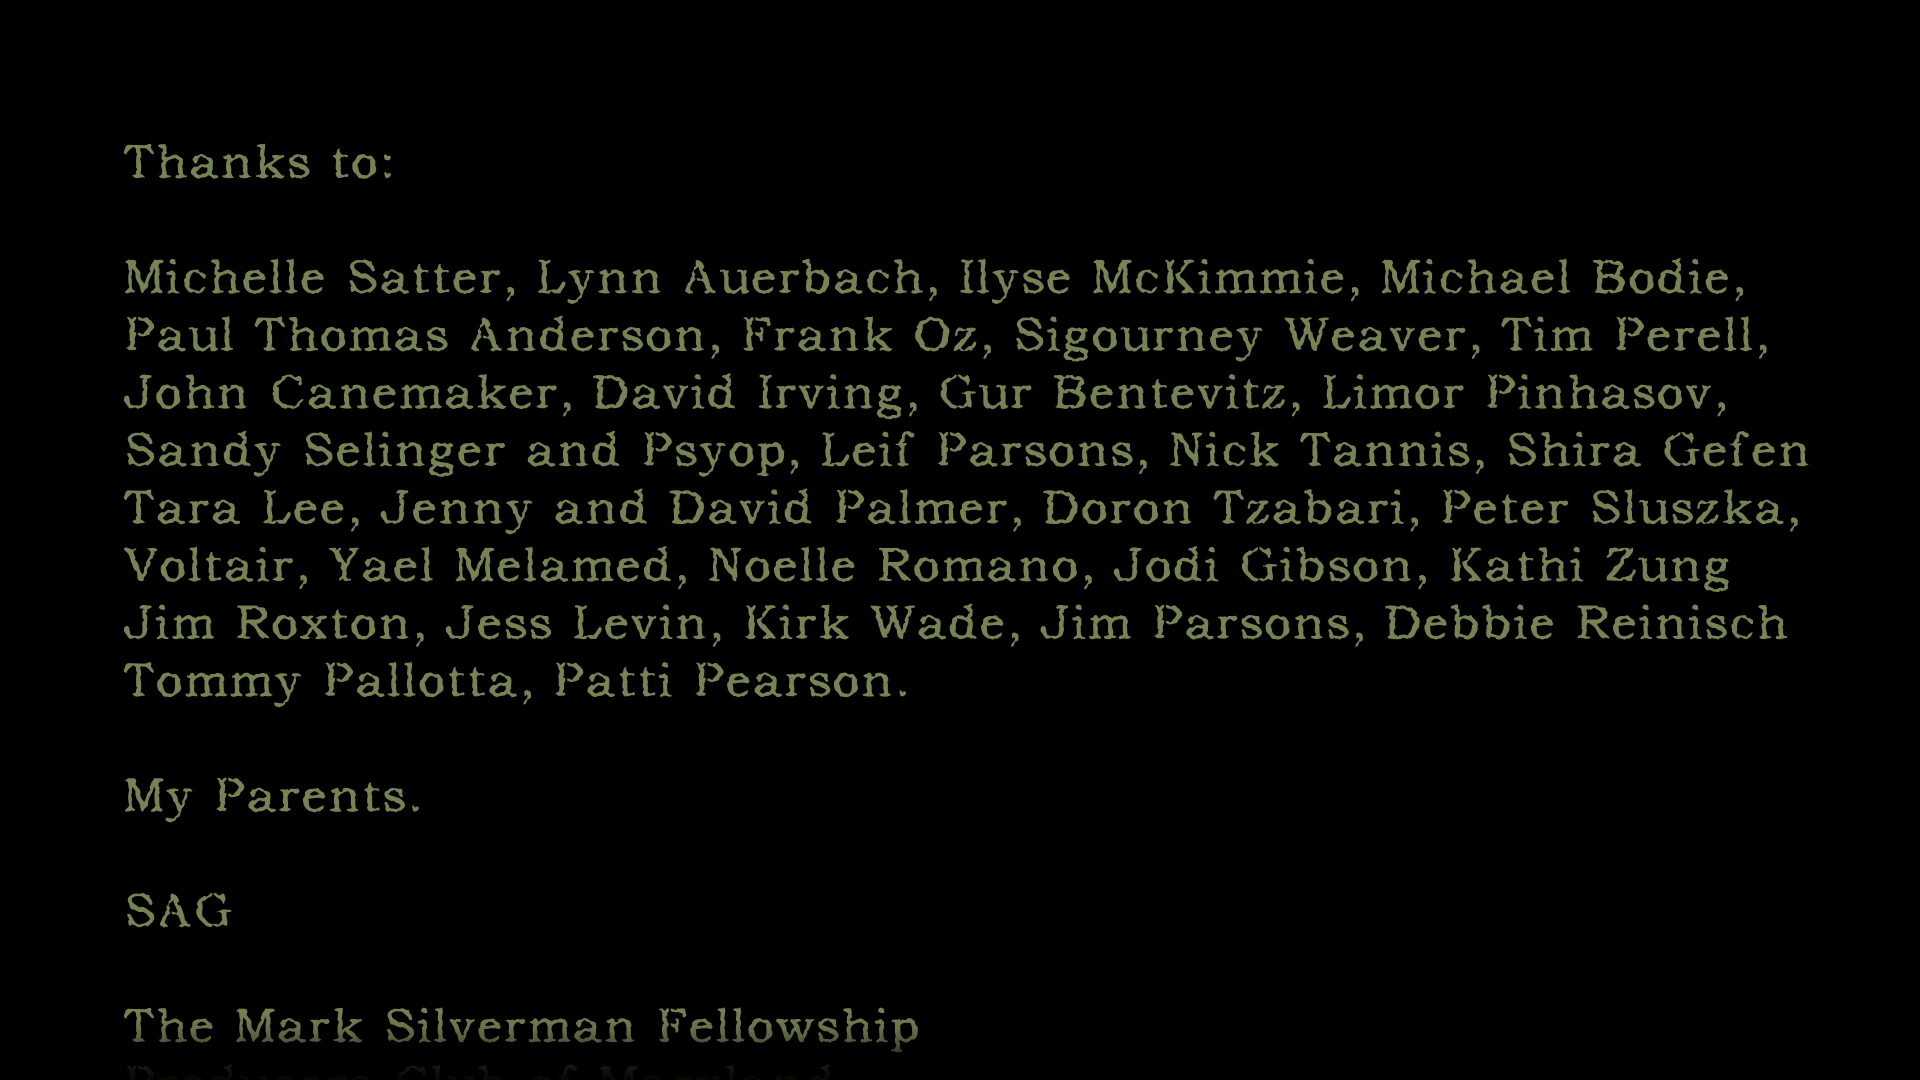 Thanks to:
Michelle Satter, Lynn Auerbach, Ilyse McKimmie, Michael Bodie,
Paul Thomas Anderson, Frank Oz, Sigourney Weaver, Tim Perell,
John Canemaker, David Irving, Gur Bentevitz, Limor Pinhasov,
Sandy Selinger and Psyop, Leif Parsons, Nick Tannis, Shira Gefen
Tara Lee, Jenny and David Palmer, Doron Tzabari, Peter Sluszka,
Voltair, Yael Melamed, Noelle Romano, Jodi Gibson, Kathi Zung
Jim Roxton, Jess Levin, Kirk Wade, Jim Parsons, Debbie Reinisch
Tommy Pallotta, Patti Pearson.
My Parents.
SAG
The Mark Silverman Fellowship
Producers Club of Maryland